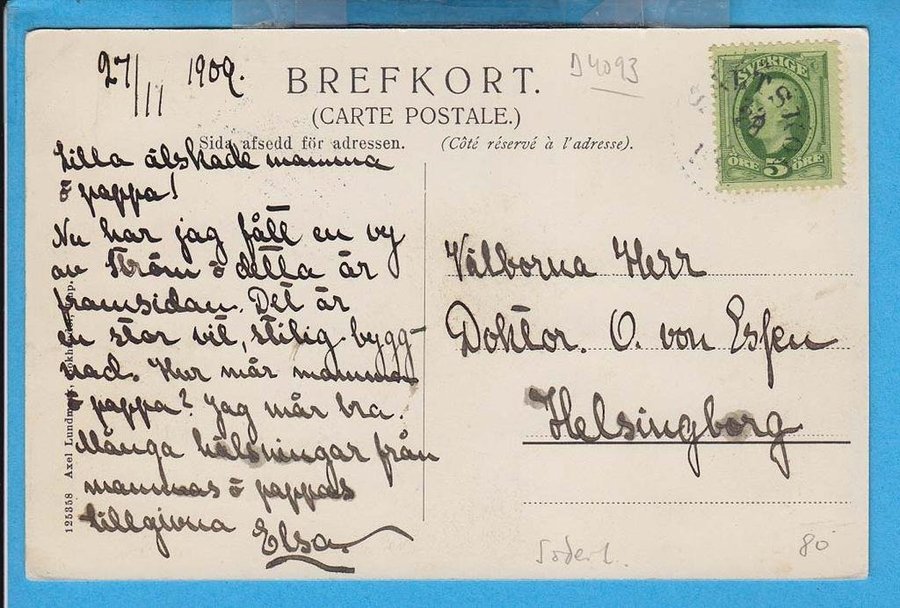 27/11 1909.
BREFKORT.
(CARTE POSTALE.)
D4093
Sida afsedd för adressen. (Côté réservé à l'adresse).
SVERIGE
ÖRE 5 ÖRE
Lilla älskade mamma
ö pappa!
Nu har jag fått en vy
av Ström ö detta är
framsidan. Det är
en stor vit, stilig bygg-
nad. Hur mår mamma
ö pappa? Jag mår bra.
Många hälsningar från
mammas ö pappas
tillgivna
Elsa.
Välborna Herr
Doktor. O. von Essen
Helsingborg
125358 Axel Lundm
Söderl.
80